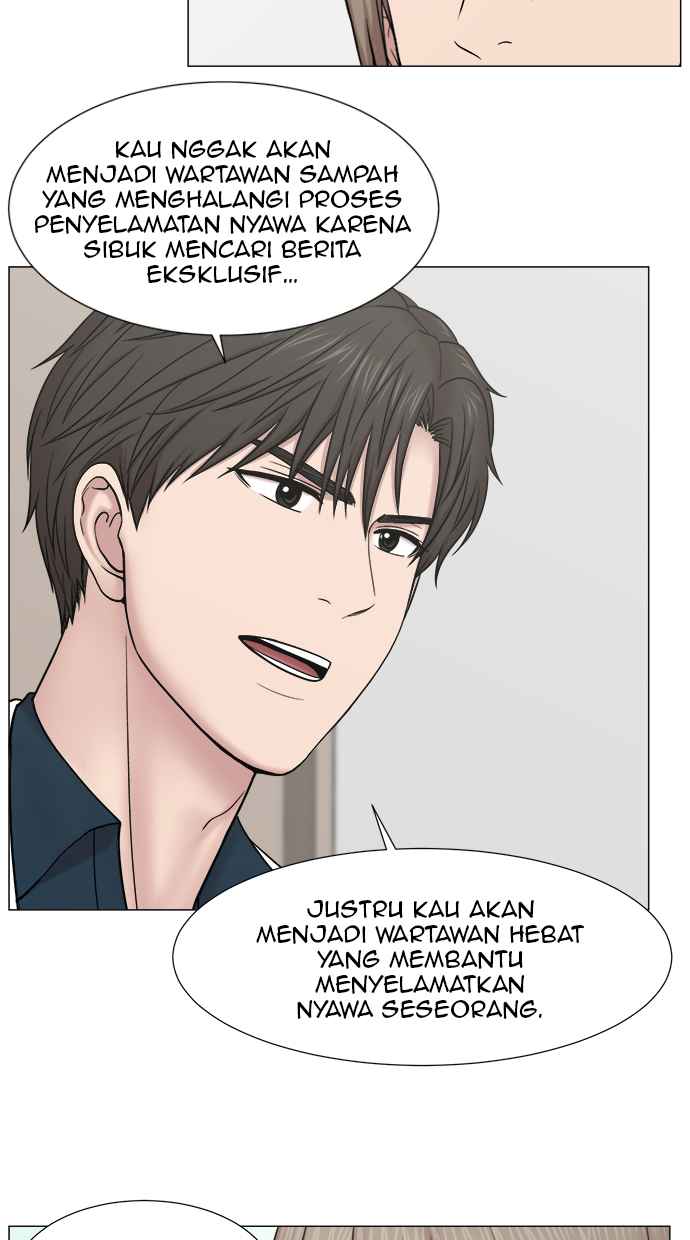 KAU NGGAK AKAN
MENJADI WARTAWAN SAMPAH
YANG MENGHALANGI PROSES
PENYELAMATAN NYAWA KARENA
SIBUK MENCARI BERITA
EKSKLUSIF...
JUSTRU KAU AKAN
MENJADI WARTAWAN HEBAT
YANG MEMBANTU
MENYELAMATKAN
NYAWA SESEORANG.